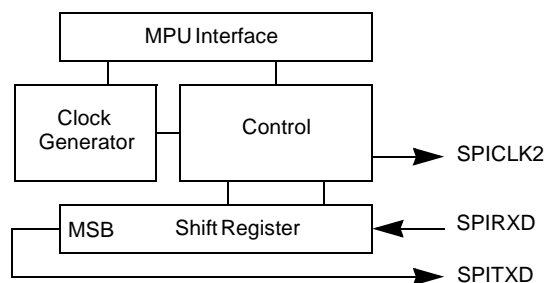 MPU Interface
Clock
Generator
Control
SPICLK2
MSB
Shift Register
SPIRXD
SPITXD